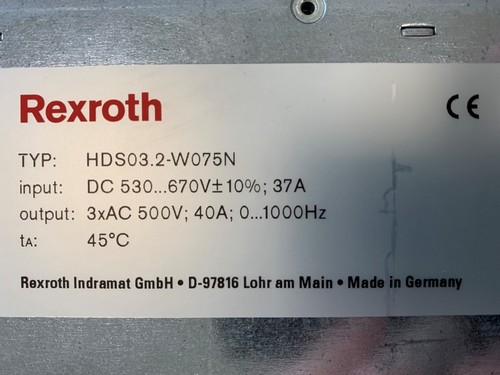 Rexroth
CE
TYP: HDS03.2-W075N
input: DC 530...670V±10%; 37A
output: 3xAC 500V; 40A; 0...1000Hz
tA: 45°C
Rexroth Indramat GmbH • D-97816 Lohr am Main • Made in Germany